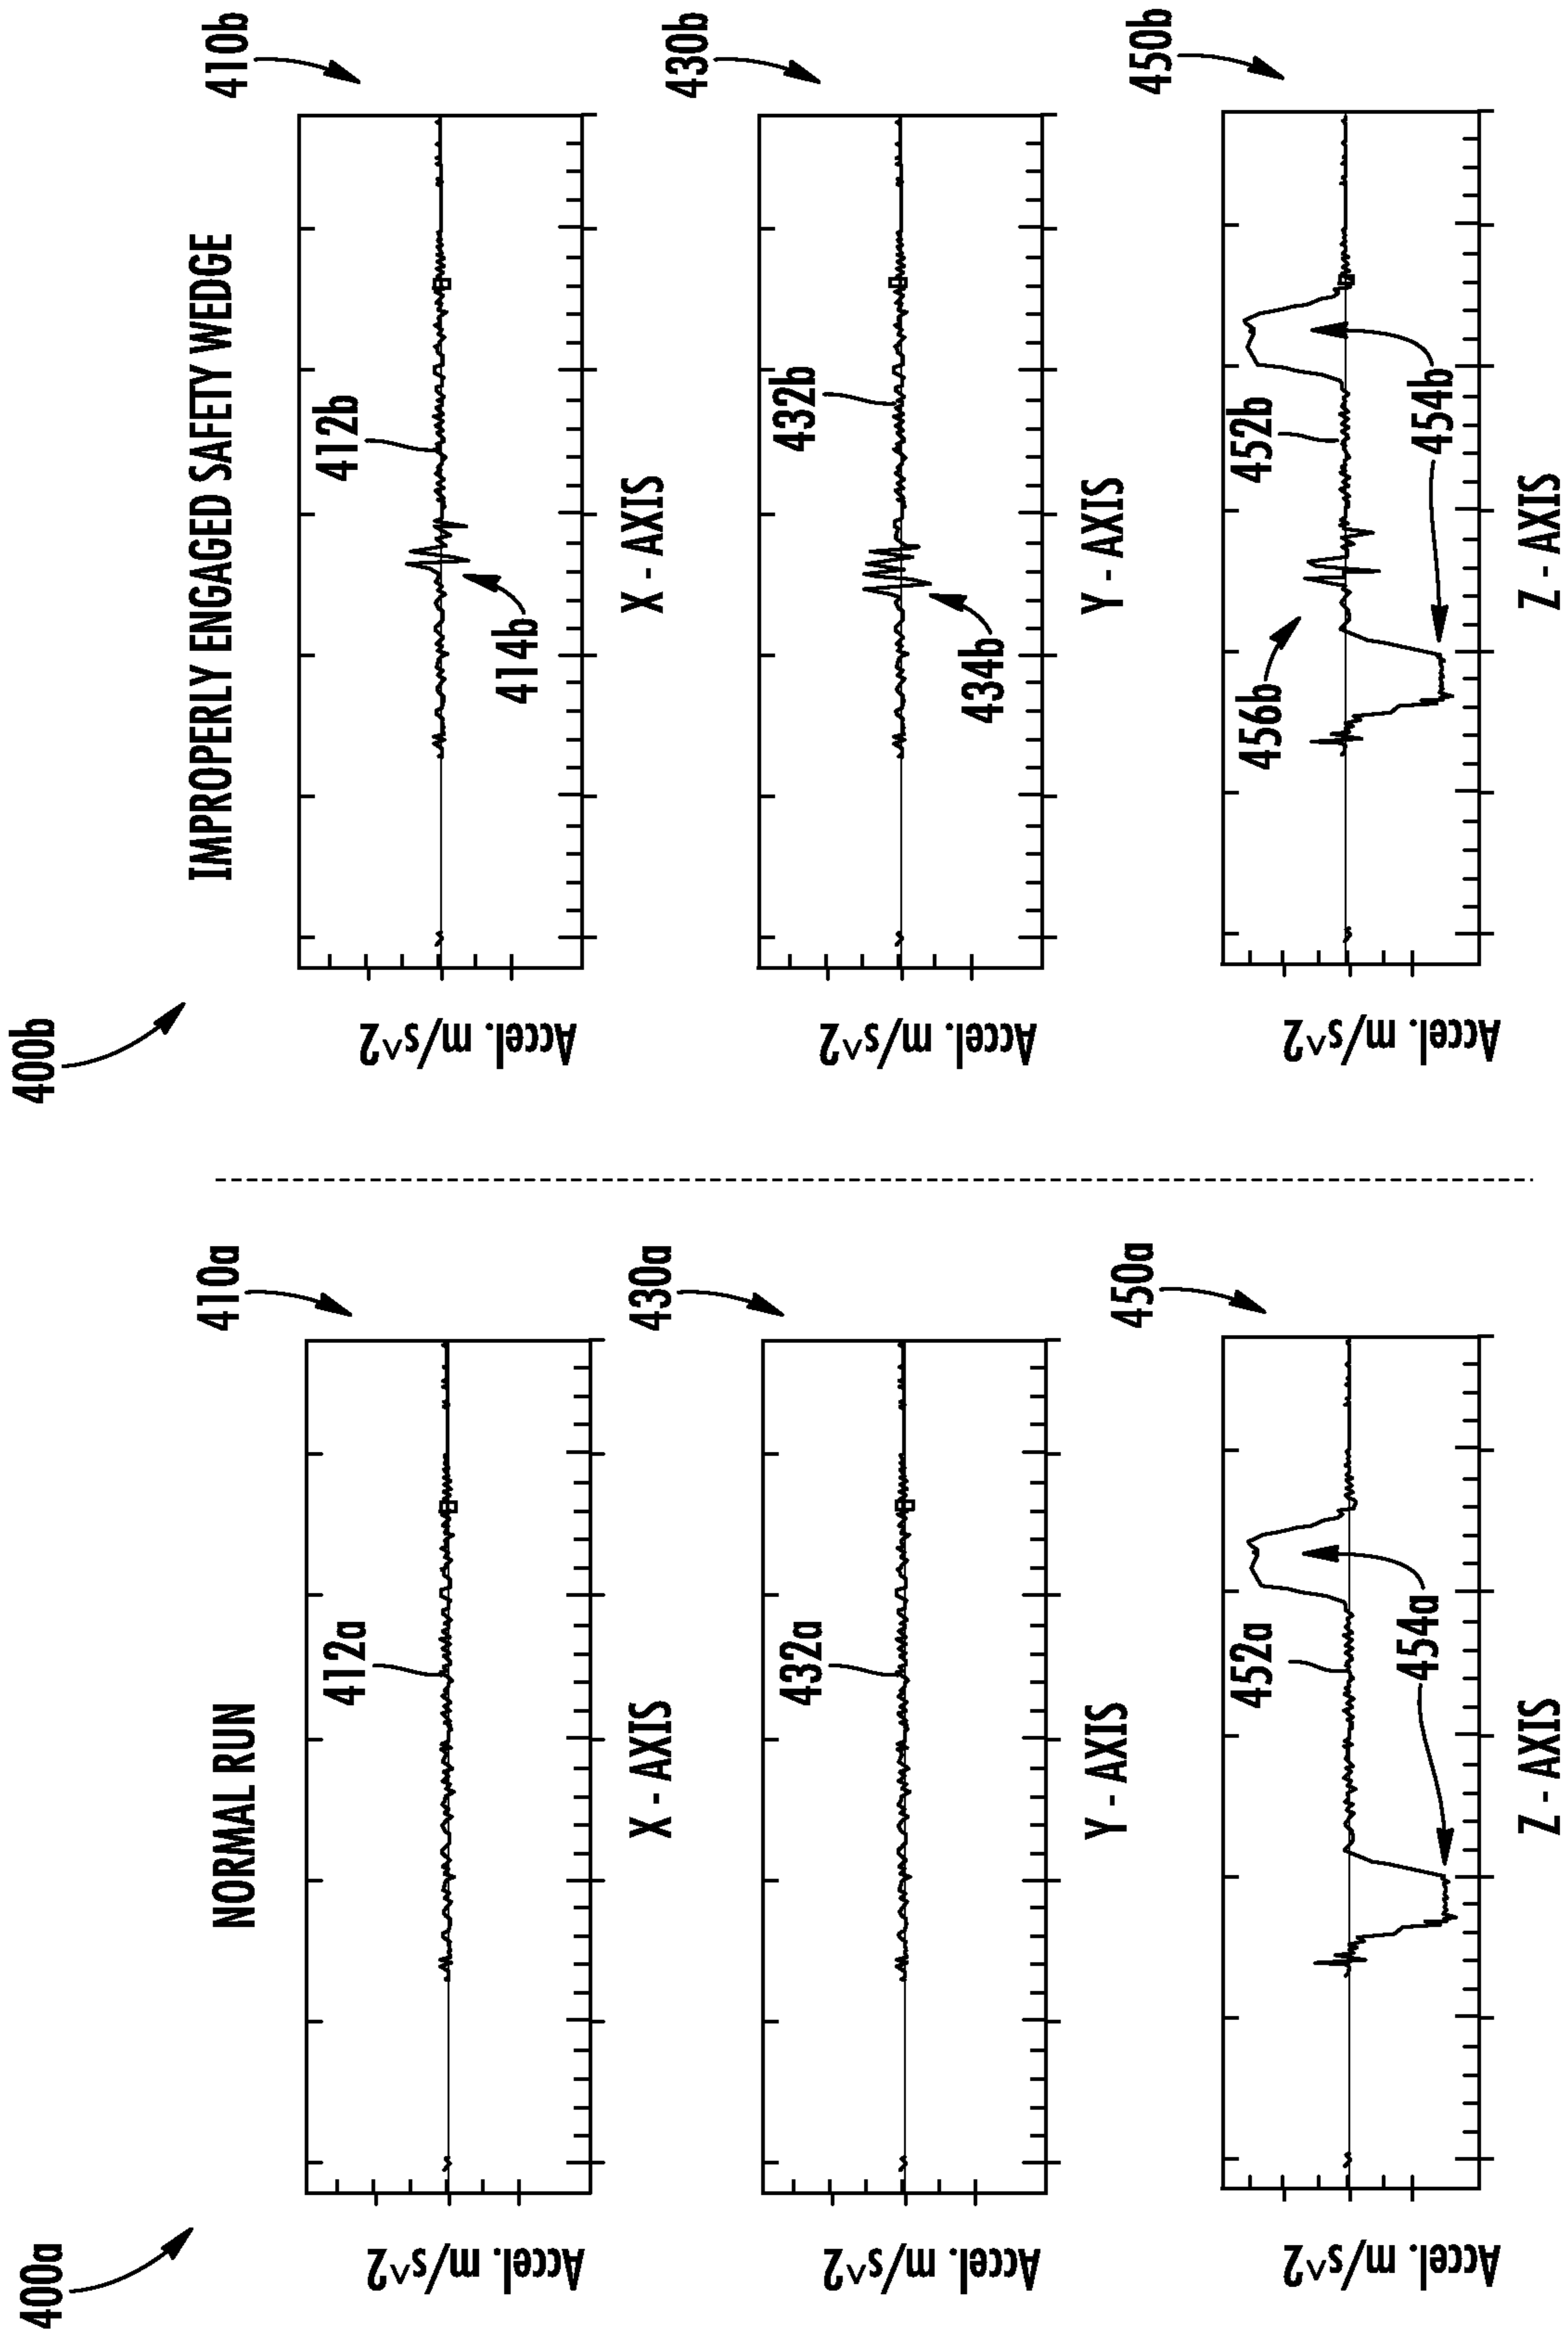 400a
NORMAL RUN
410a
412a
Accel. m/s^2
X - AXIS
430a
432a
Accel. m/s^2
Y - AXIS
450a
452a
454a
Accel. m/s^2
Z - AXIS
400b
IMPROPERLY ENGAGED SAFETY WEDGE
410b
412b
414b
Accel. m/s^2
X - AXIS
430b
432b
434b
Accel. m/s^2
Y - AXIS
450b
452b
456b
454b
Accel. m/s^2
Z - AXIS